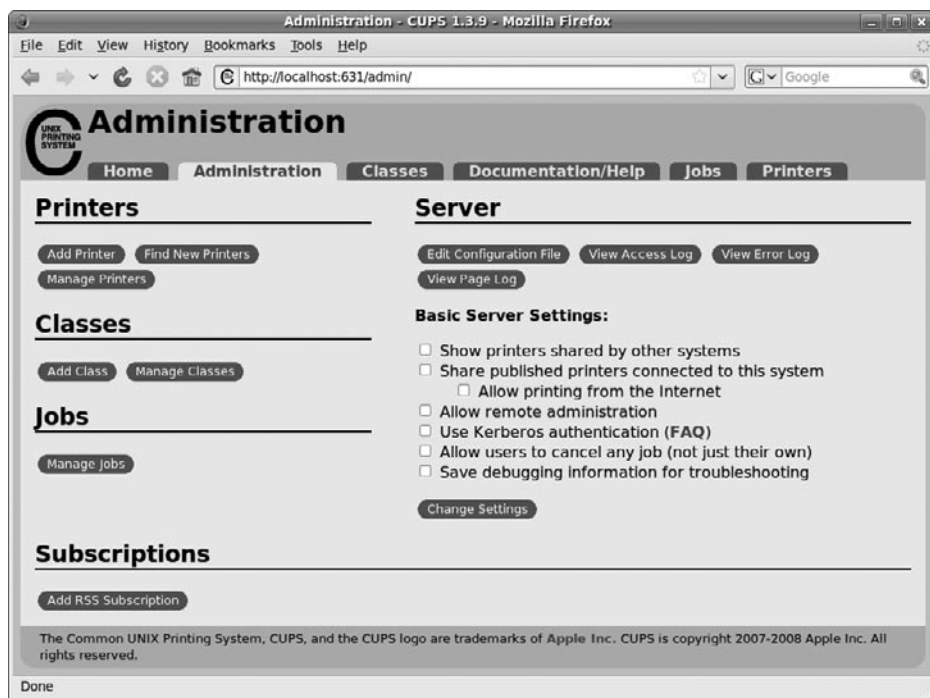 Administration - CUPS 1.3.9 - Mozilla Firefox
File Edit View History Bookmarks Tools Help
http://localhost:631/admin/
Google
UNIX
PRINTING
SYSTEM
Administration
Home Administration Classes Documentation/Help Jobs Printers
Printers
Add Printer Find New Printers
Manage Printers
Classes
Add Class Manage Classes
Jobs
Manage Jobs
Server
Edit Configuration File View Access Log View Error Log
View Page Log
Basic Server Settings:
Show printers shared by other systems
Share published printers connected to this system
Allow printing from the Internet
Allow remote administration
Use Kerberos authentication (FAQ)
Allow users to cancel any job (not just their own)
Save debugging information for troubleshooting
Change Settings
Subscriptions
Add RSS Subscription
The Common UNIX Printing System, CUPS, and the CUPS logo are trademarks of Apple Inc. CUPS is copyright 2007-2008 Apple Inc. All
rights reserved.
Done